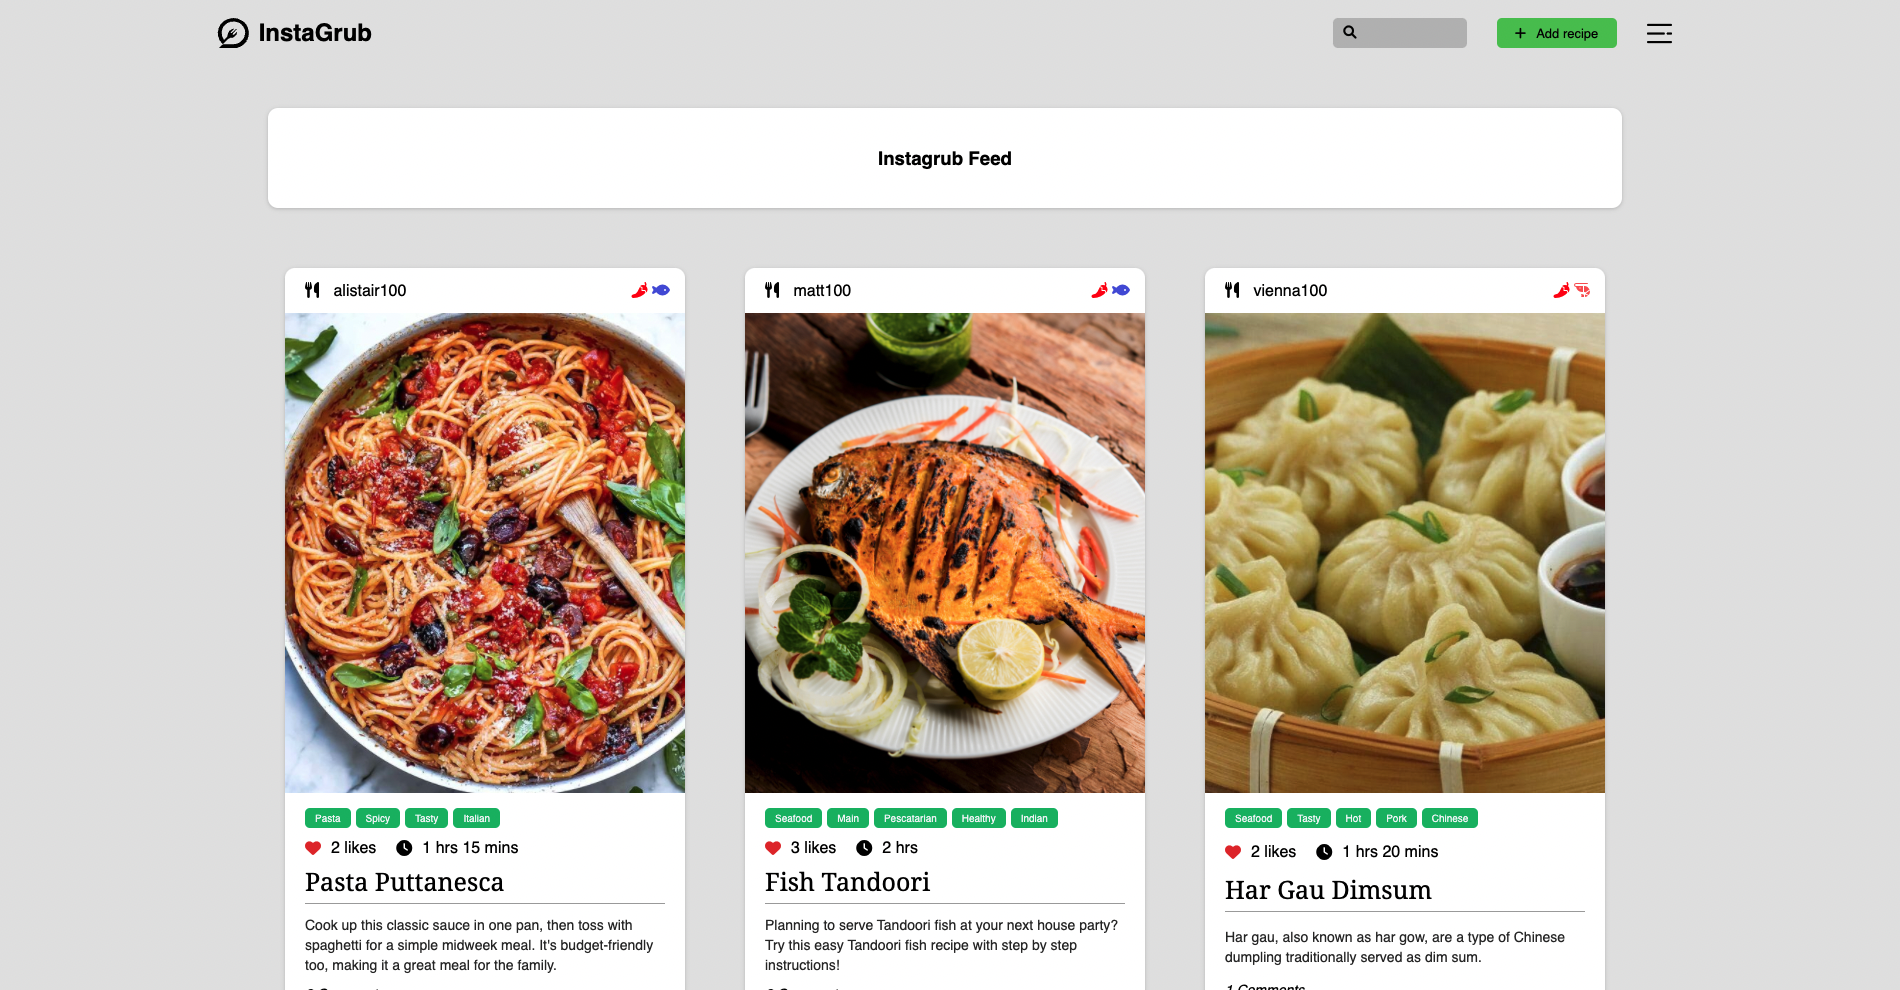 InstaGrub
Add recipe
Instagrub Feed
alistair100
matt100
vienna100
Pasta Spicy Tasty Italian
2 likes 1 hrs 15 mins
Pasta Puttanesca
Cook up this classic sauce in one pan, then toss with
spaghetti for a simple midweek meal. It's budget-friendly
too, making it a great meal for the family.
Seafood Main Pescatarian Healthy Indian
3 likes 2 hrs
Fish Tandoori
Planning to serve Tandoori fish at your next house party?
Try this easy Tandoori fish recipe with step by step
instructions!
Seafood Tasty Hot Pork Chinese
2 likes 1 hrs 20 mins
Har Gau Dimsum
Har gau, also known as har gow, are a type of Chinese
dumpling traditionally served as dim sum.
1 Comments